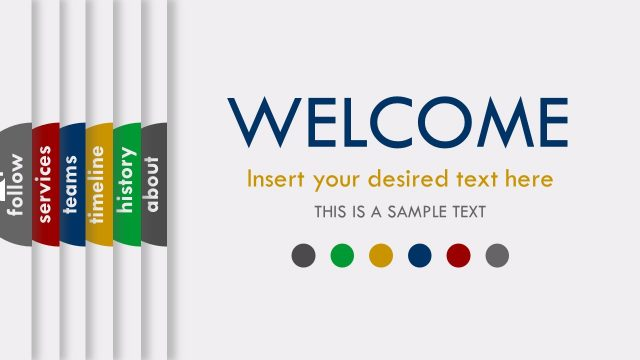 follow
services
teams
timeline
history
about
WELCOME
Insert your desired text here
THIS IS A SAMPLE TEXT